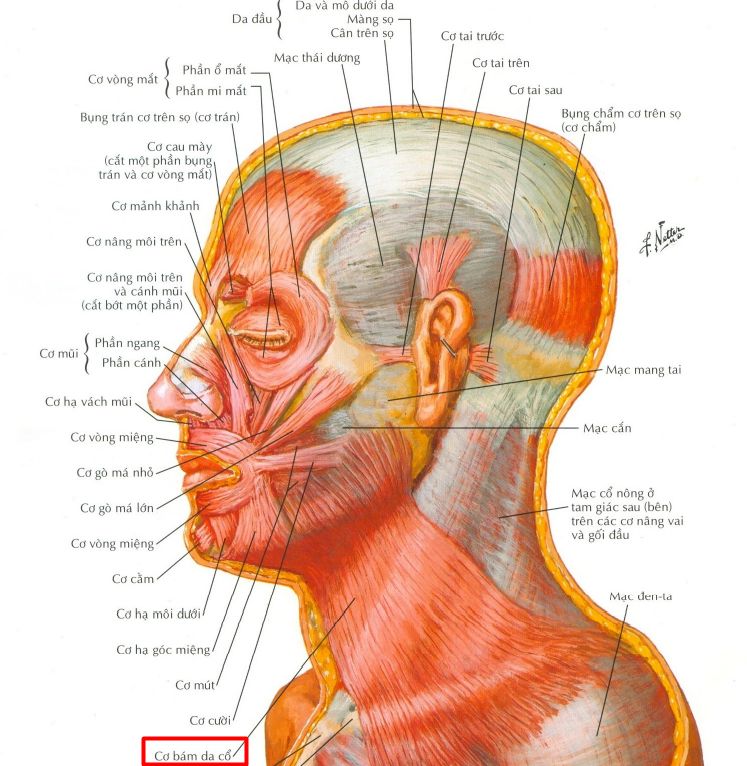 Da đầu
Da và mô dưới da
Màng sọ
Cân trên sọ
Mạc thái dương
Cơ tai trước
Cơ tai trên
Cơ tai sau
Bụng chẩm cơ trên sọ
(cơ chẩm)
Cơ vòng mắt
Phần ổ mắt
Phần mi mắt
Bụng trán cơ trên sọ (cơ trán)
Cơ cau mày
(cắt một phần bụng
trán và cơ vòng mắt)
Cơ mảnh khảnh
Cơ nâng môi trên
Cơ nâng môi trên
và cánh mũi
(cắt bớt một phần)
Cơ mũi
Phần ngang
Phần cánh
Cơ hạ vách mũi
Cơ vòng miệng
Cơ gò má nhỏ
Cơ gò má lớn
Cơ vòng miệng
Cơ cằm
Cơ hạ môi dưới
Cơ hạ góc miệng
Cơ mút
Cơ cười
Cơ bám da cổ
F. Netter
M.D.
Mạc mang tai
Mạc cắn
Mạc cổ nông ở
tam giác sau (bên)
trên các cơ nâng vai
và gối đầu
Mạc đen-ta